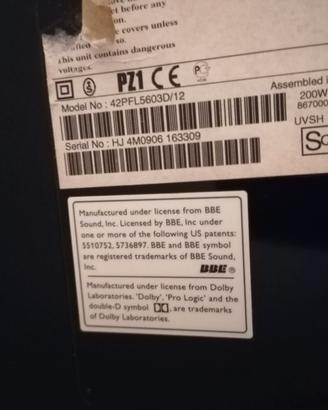 et before any
on.
e covers unless
so.
this unit contains dangerous
voltages.
PZ1 CE
Model No : 42PFL5603D/12
Assembled i
200W
867000
Serial No : HJ 4M0906 163309
UVSH
Manufactured under license from BBE
Sound, Inc. Licensed by BBE, Inc under
one or more of the following US patents:
5510752, 5736897. BBE and BBE symbol
are registered trademarks of BBE Sound,
Inc.
BBE ®
Manufactured under license from Dolby
Laboratories. 'Dolby', 'Pro Logic' and the
double-D symbol , are trademarks
of Dolby Laboratories.